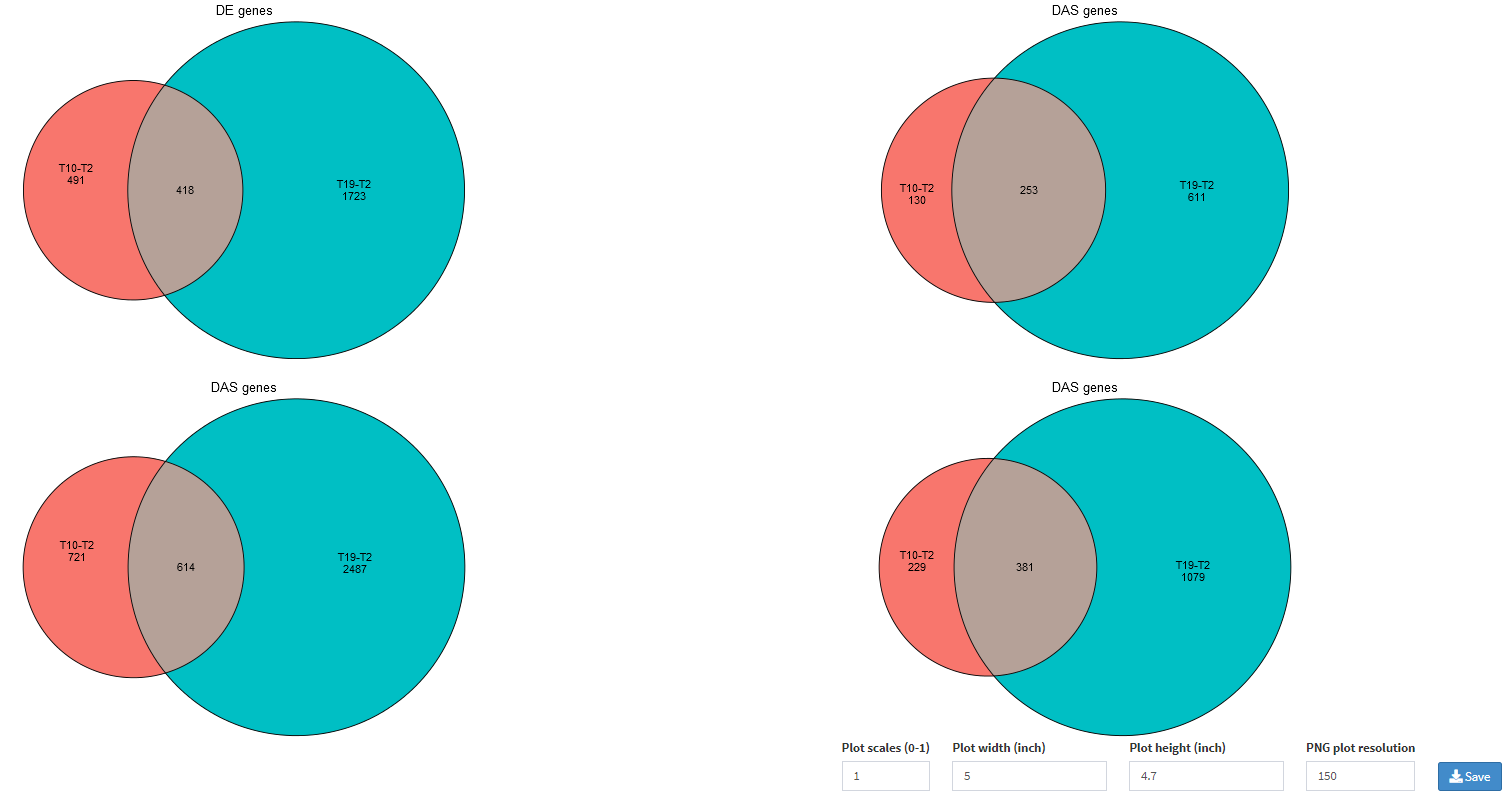 DE genes
T10-T2
491
418
T19-T2
1723
DAS genes
T10-T2
130
253
T19-T2
611
DAS genes
T10-T2
721
614
T19-T2
2487
DAS genes
T10-T2
229
381
T19-T2
1079
Plot scales (0-1) Plot width (inch) Plot height (inch) PNG plot resolution
1 5 4.7 150 Save